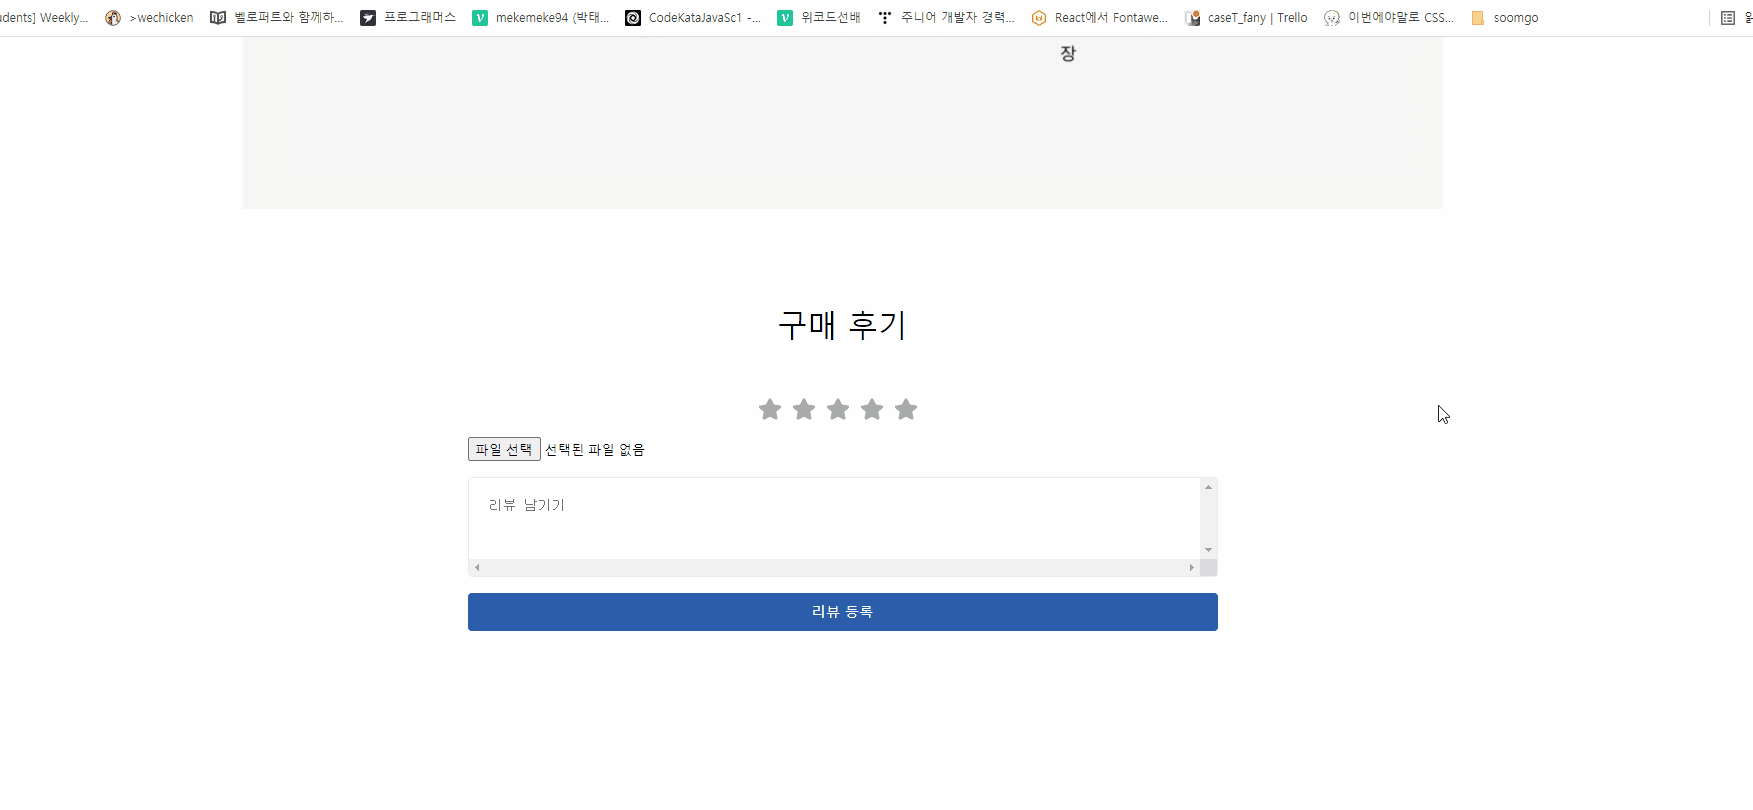 udents] Weekly... >wechicken 벨로퍼트와 함께하... 프로그래머스 mekemeke94 (박태... CodeKataJavaSc1 -... 위코드선배 주니어 개발자 경력... React에서 Fontawe... caseT_fany | Trello 이번에야말로 CSS... soomgo
장
구매 후기
파일 선택 선택된 파일 없음
리뷰 남기기
리뷰 등록